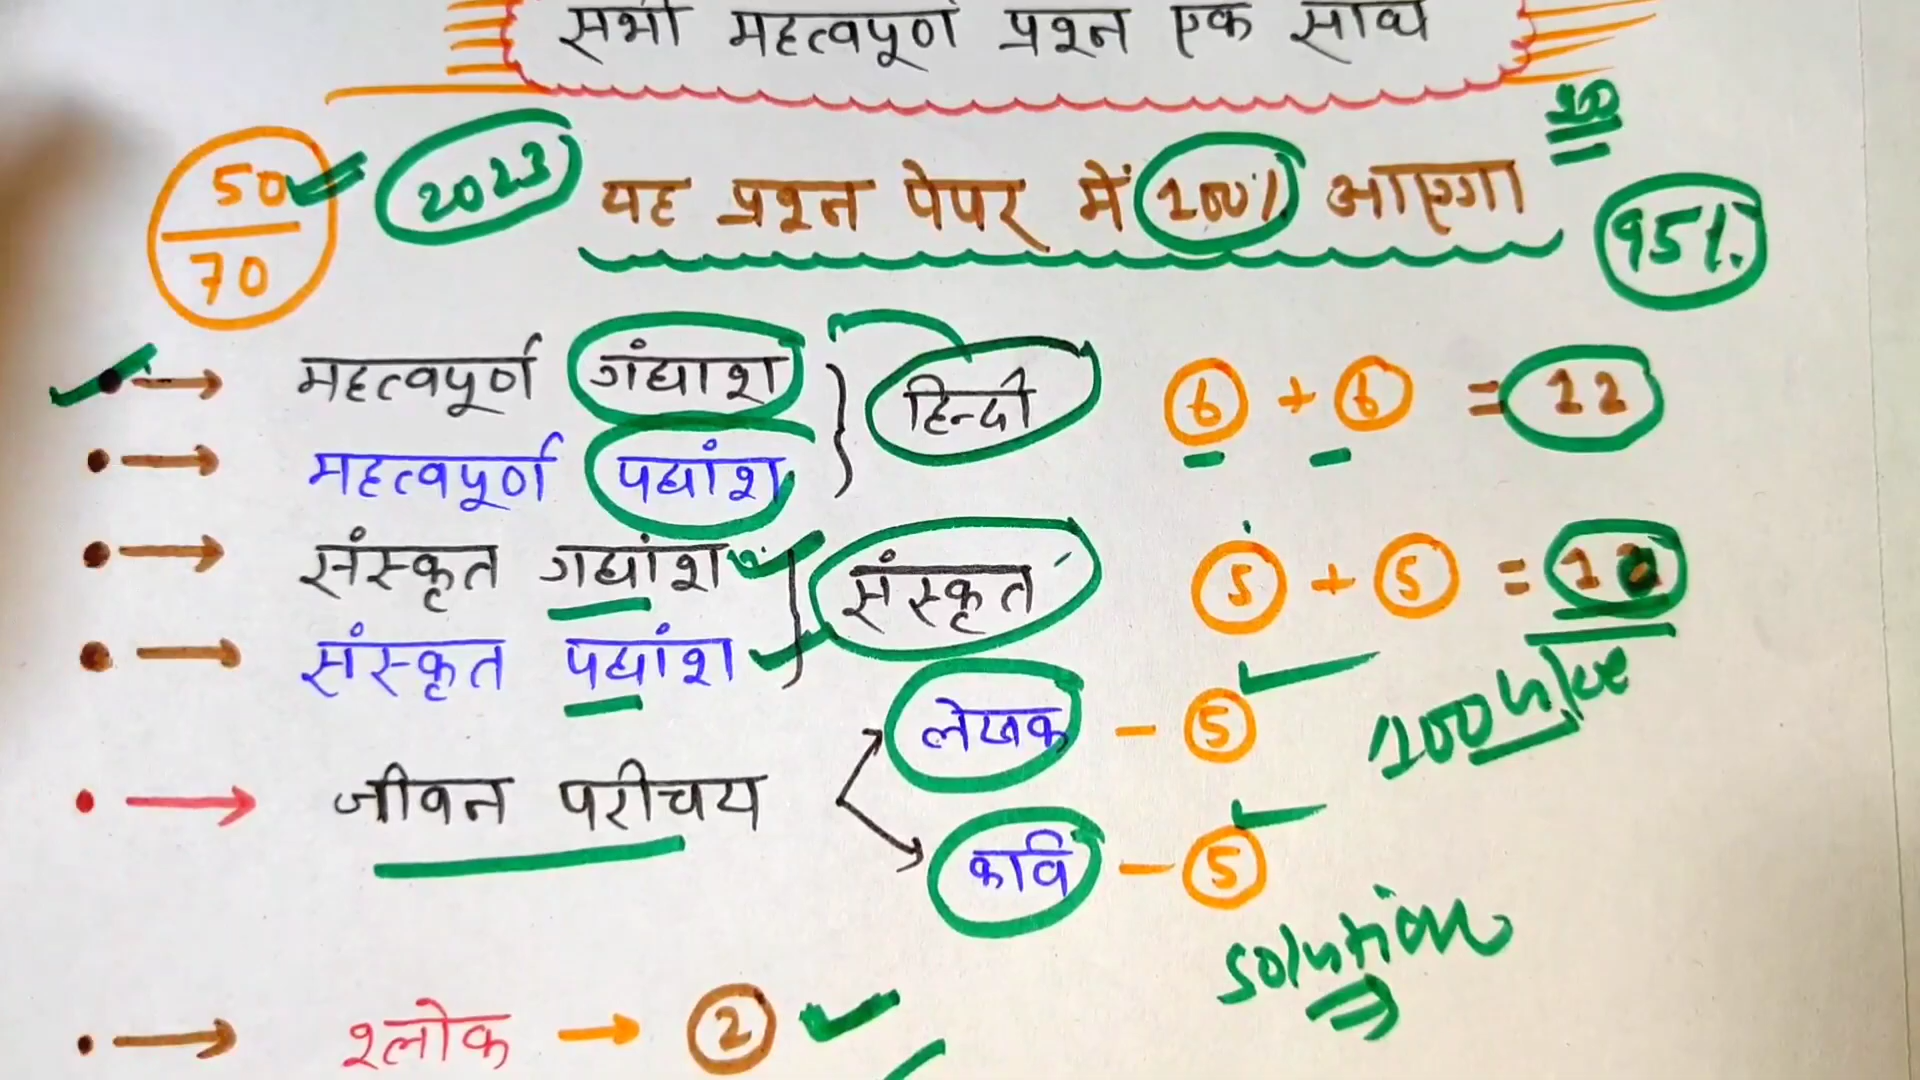 सभी महत्वपूर्ण प्रश्न एक साथ
50
70
2023 यह प्रश्न पेपर में 100% आएगा
95%
महत्वपूर्ण गंद्याश
महत्वपूर्ण पद्यांश
हिन्दी
6 + 6 = 12
संस्कृत गद्यांश
संस्कृत पद्यांश
संस्कृत
5 + 5 = 10
जीवन परीचय
लेखक - 5
कवि - 5
100
solution
श्लोक → 2